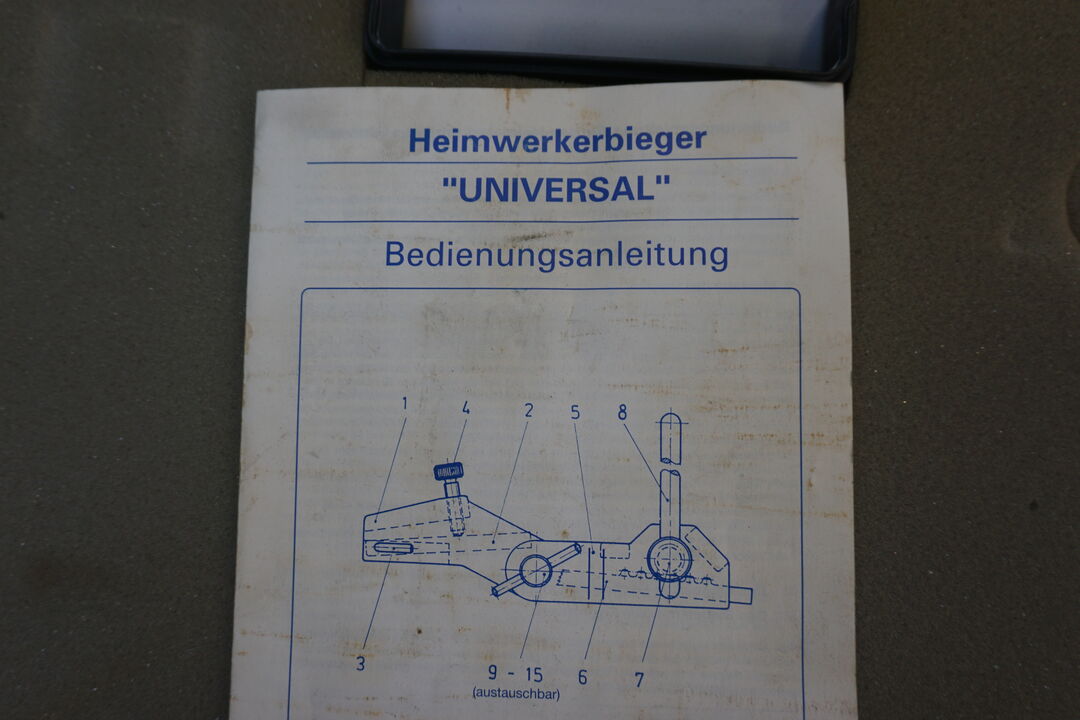 Heimwerkerbieger
"UNIVERSAL"
Bedienungsanleitung
1 4 2 5 8
3 9 - 15 6 7
(austauschbar)